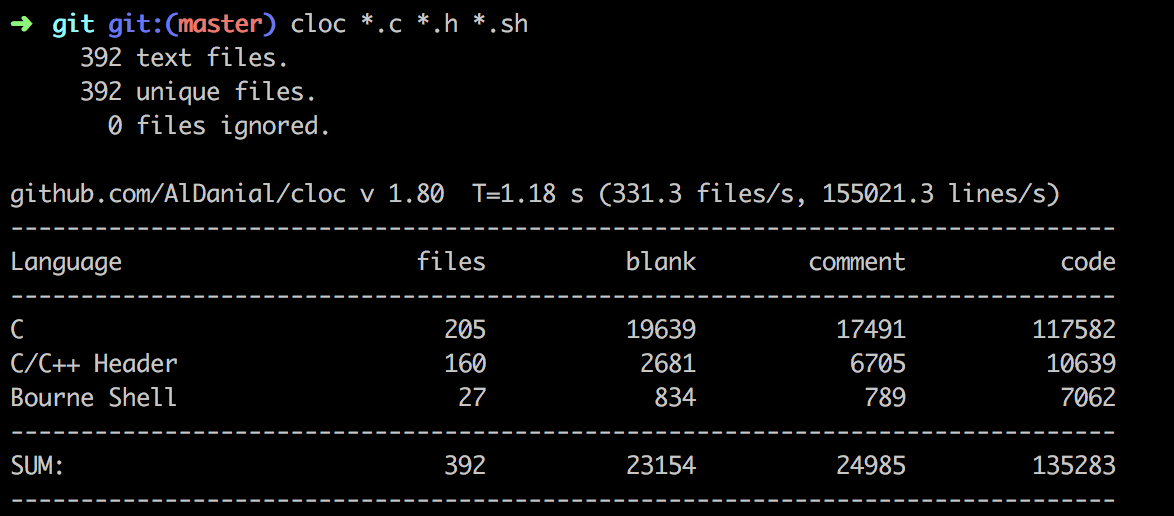 ➜ git git:(master) cloc *.c *.h *.sh
     392 text files.
     392 unique files.
       0 files ignored.

github.com/AlDanial/cloc v 1.80  T=1.18 s (331.3 files/s, 155021.3 lines/s)
-------------------------------------------------------------------------------
Language                     files          blank        comment           code
-------------------------------------------------------------------------------
C                              205          19639          17491         117582
C/C++ Header                   160           2681           6705          10639
Bourne Shell                    27            834            789           7062
-------------------------------------------------------------------------------
SUM:                           392          23154          24985         135283
-------------------------------------------------------------------------------